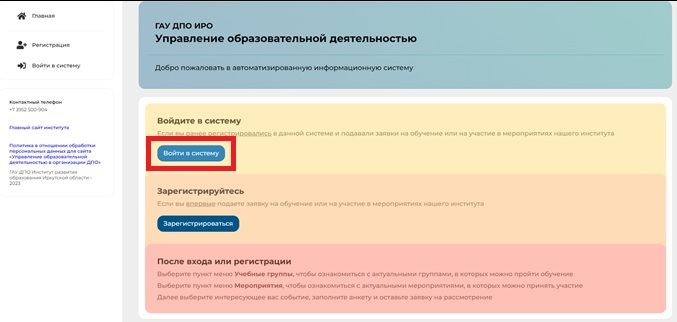 Главная
Регистрация
Войти в систему
Контактный телефон
+7 3952 500-904
Главный сайт института
Политика в отношении обработки
персональных данных для сайта
«Управление образовательной
деятельностью в организации ДПО»
ГАУ ДПО Институт развития
образования Иркутской области -
2023
ГАУ ДПО ИРО
Управление образовательной деятельностью
Добро пожаловать в автоматизированную информационную систему
Войдите в систему
Если вы ранее регистрировались в данной системе и подавали заявки на обучение или на участие в мероприятиях нашего института
Войти в систему
Зарегистрируйтесь
Если вы впервые подаете заявку на обучение или на участие в мероприятиях нашего института
Зарегистрироваться
После входа или регистрации
Выберите пункт меню Учебные группы, чтобы ознакомиться с актуальными группами, в которых можно пройти обучение
Выберите пункт меню Мероприятия, чтобы ознакомиться с актуальными мероприятиями, в которых можно принять участие
Далее выберите интересующее вас событие, заполните анкету и оставьте заявку на рассмотрение